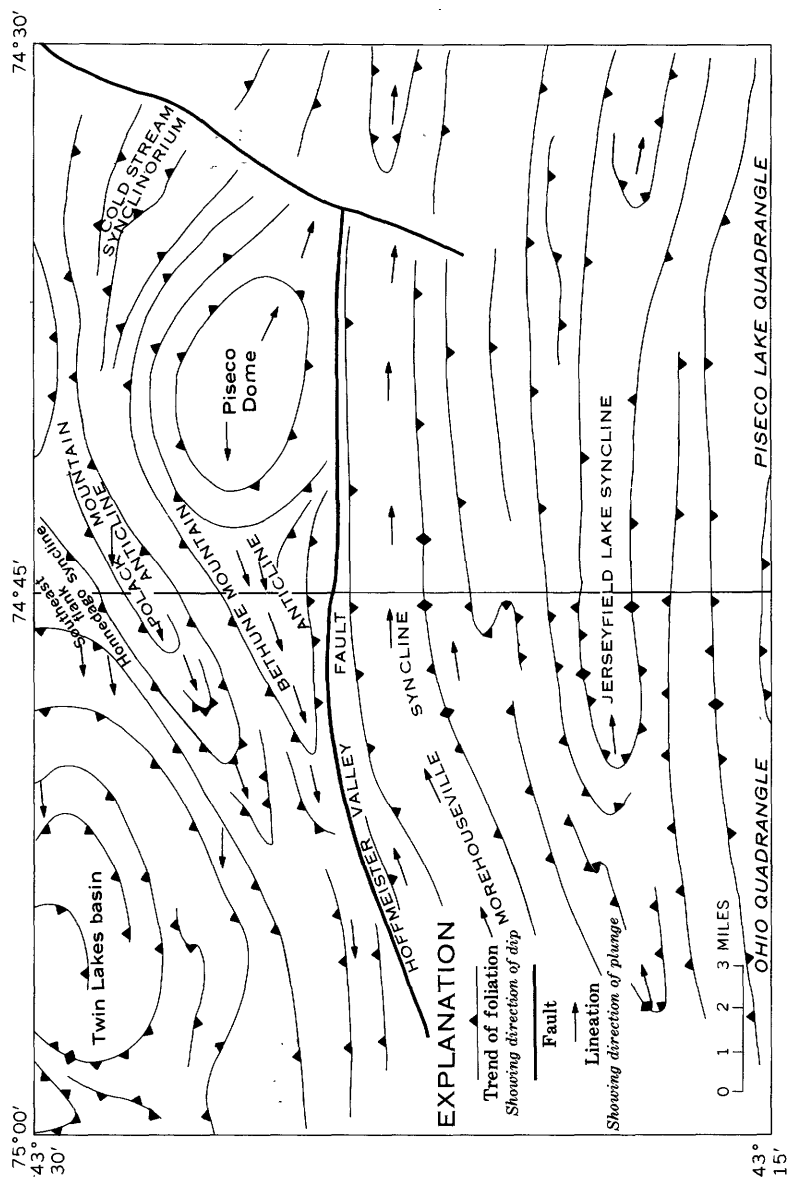 75°00'
43°
30'
74°45'
74°30'
Twin Lakes basin
Southeast
flank
Honnedago syncline
POLACK MOUNTAIN
ANTICLINE
COLD STREAM
SYNCLINORIUM
BETHUNE MOUNTAIN
ANTICLINE
Piseco
Dome
HOFFMEISTER VALLEY FAULT
MOREHOUSEVILLE SYNCLINE
JERSEYFIELD LAKE SYNCLINE
EXPLANATION
Trend of foliation
Showing direction of dip
Fault
Lineation
Showing direction of plunge
0 1 2 3 MILES
OHIO QUADRANGLE
PISECO LAKE QUADRANGLE
43°
15'